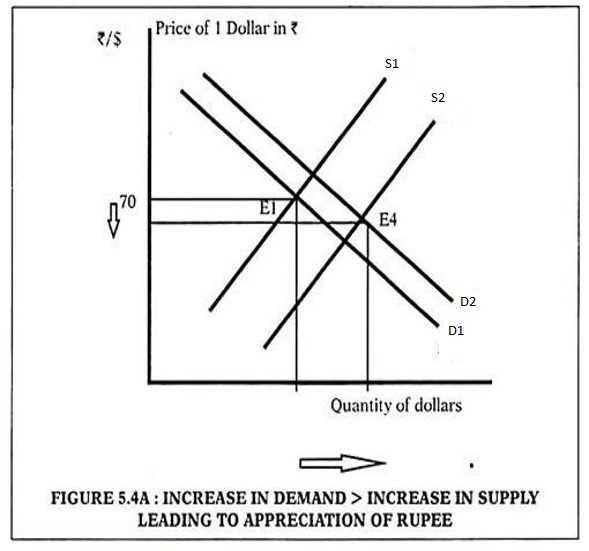 Price of 1 Dollar in ₹
₹/$
S1
S2
70
E1
E4
D2
D1
Quantity of dollars
FIGURE 5.4A : INCREASE IN DEMAND > INCREASE IN SUPPLY
LEADING TO APPRECIATION OF RUPEE